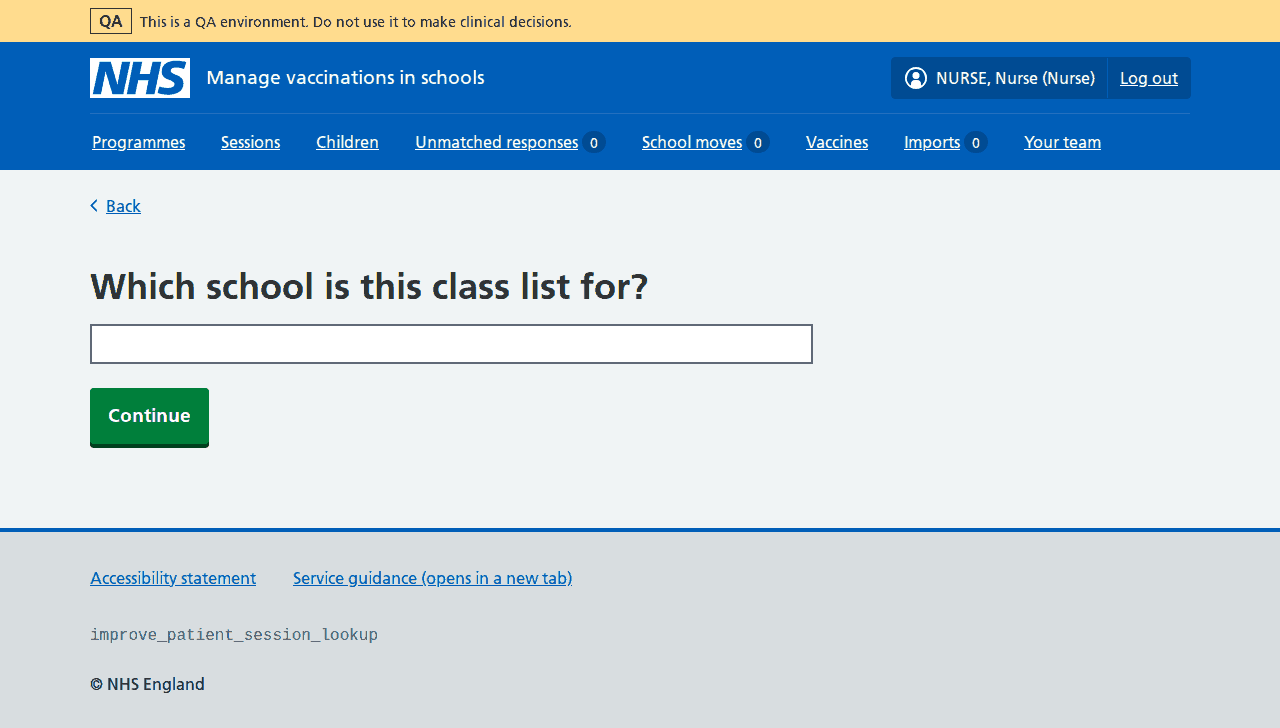 QA This is a QA environment. Do not use it to make clinical decisions.
NHS Manage vaccinations in schools NURSE, Nurse (Nurse) Log out
Programmes Sessions Children Unmatched responses 0 School moves 0 Vaccines Imports 0 Your team
Back
Which school is this class list for?
Continue
Accessibility statement Service guidance (opens in a new tab)
improve_patient_session_lookup
© NHS England